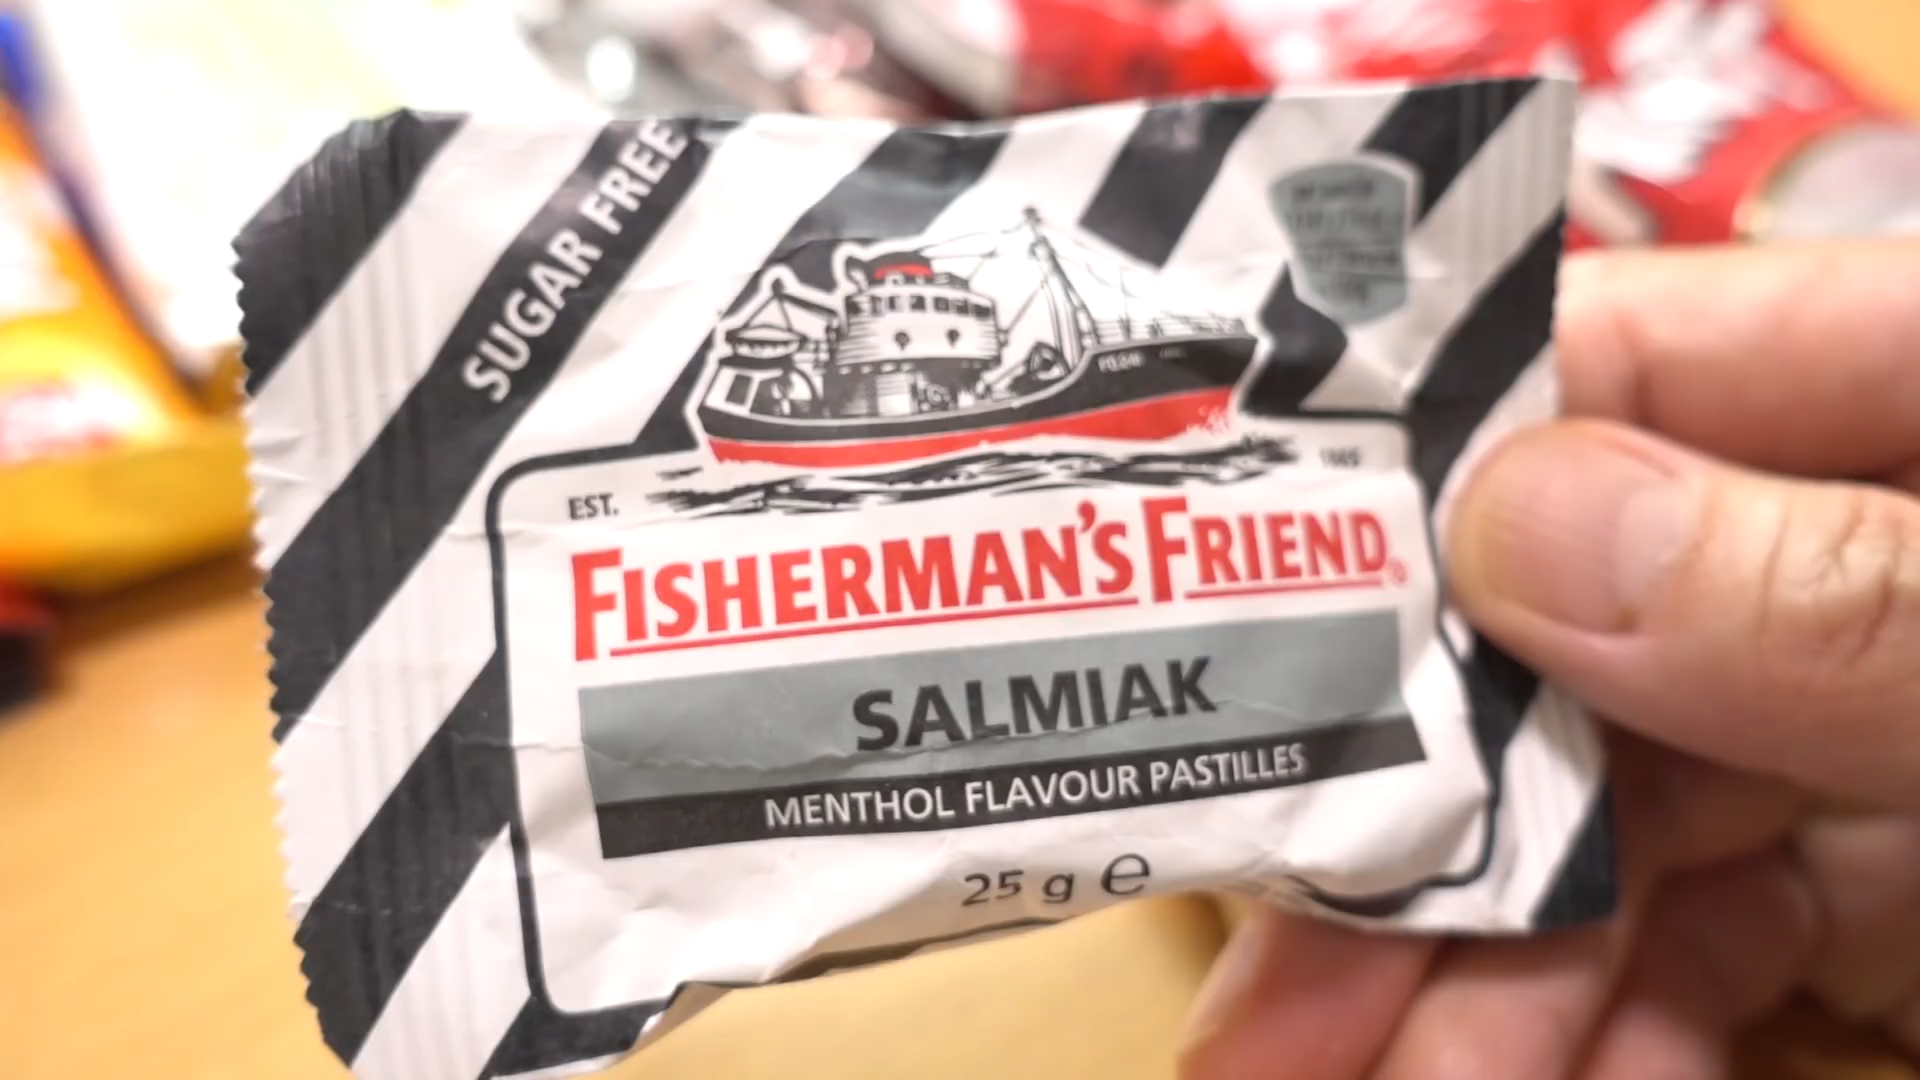 SUGAR FREE
EST.
FISHERMAN'S FRIEND
SALMIAK
MENTHOL FLAVOUR PASTILLES
25 g e